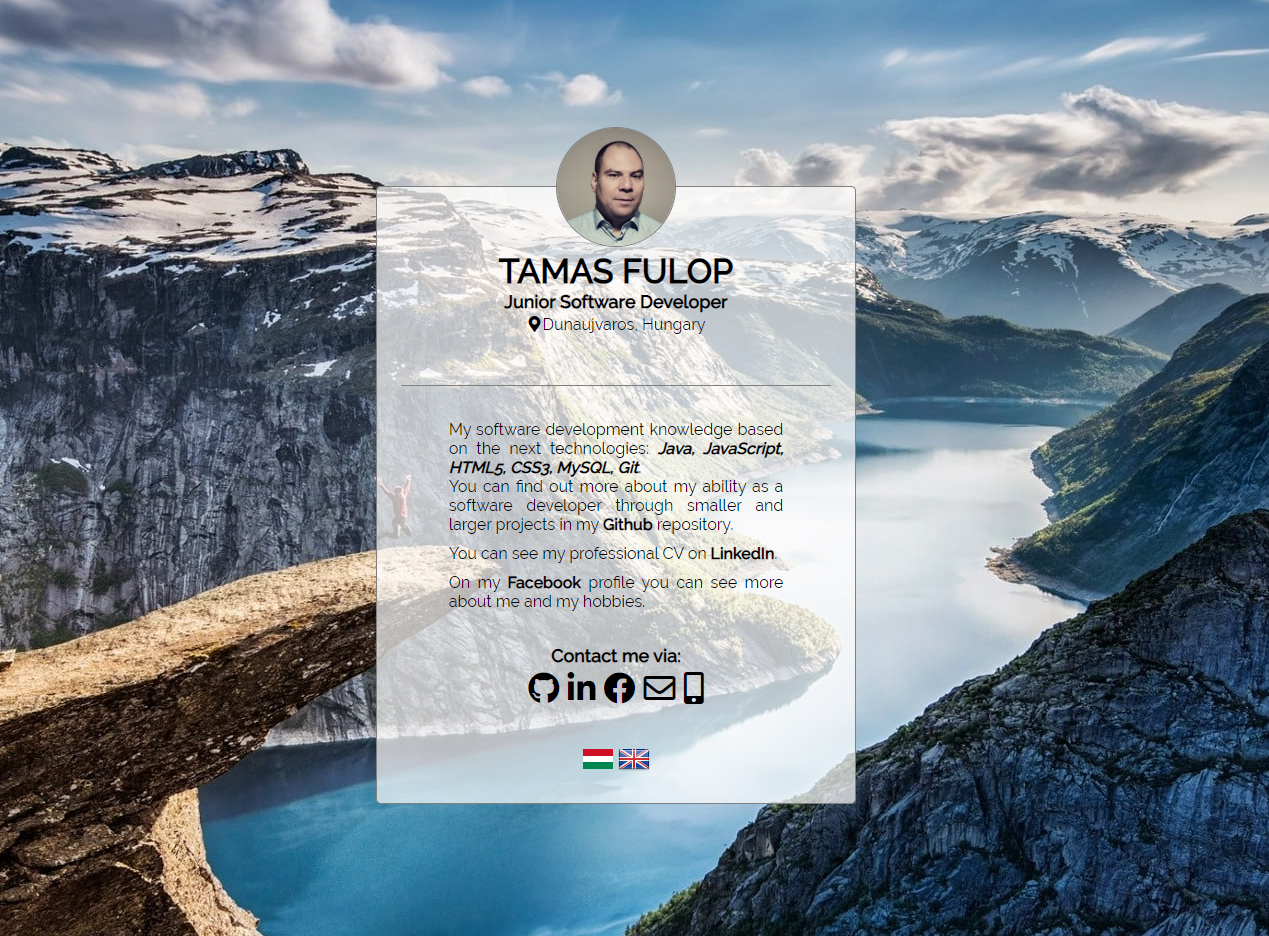 TAMAS FULOP
Junior Software Developer
Dunaujvaros, Hungary
My software development knowledge based
on the next technologies: Java, JavaScript,
HTML5, CSS3, MySQL, Git.
You can find out more about my ability as a
software developer through smaller and
larger projects in my Github repository.
You can see my professional CV on LinkedIn.
On my Facebook profile you can see more
about me and my hobbies.
Contact me via:
in